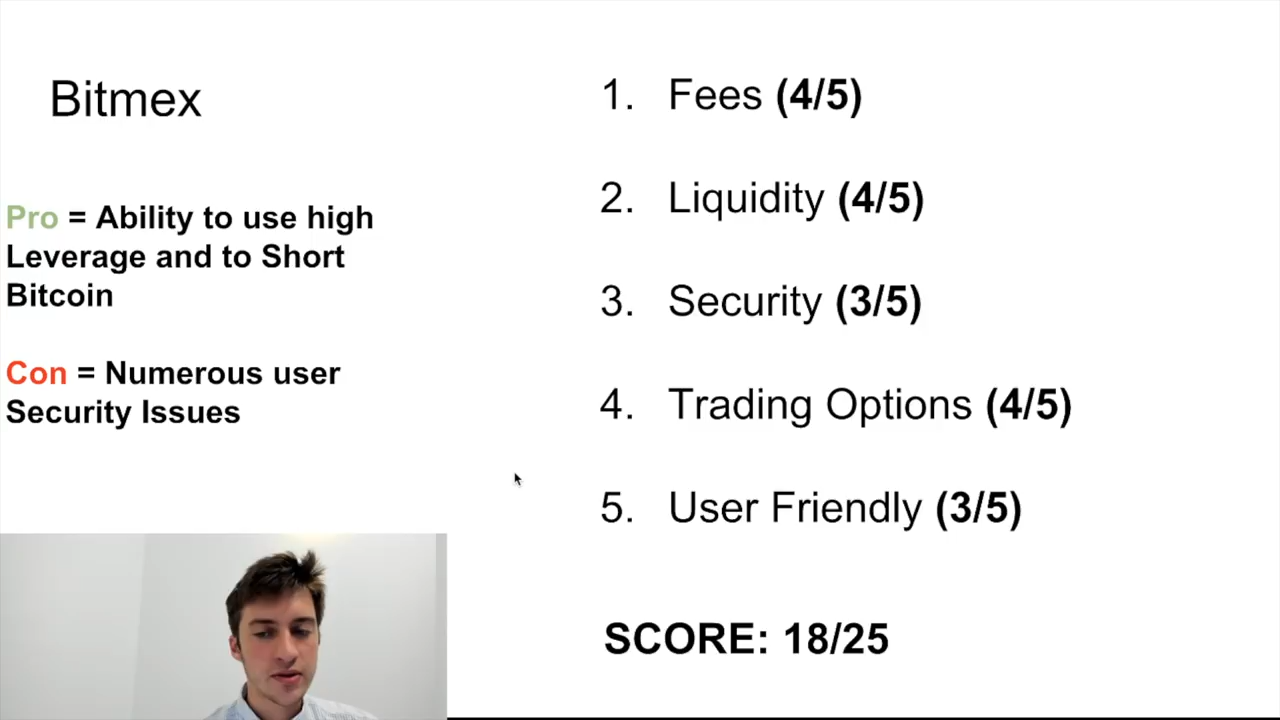 Bitmex
Pro = Ability to use high
Leverage and to Short
Bitcoin
Con = Numerous user
Security Issues
1. Fees (4/5)
2. Liquidity (4/5)
3. Security (3/5)
4. Trading Options (4/5)
5. User Friendly (3/5)
SCORE: 18/25